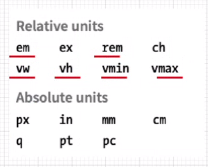 Relative units
em ex rem ch
vw vh vmin vmax
Absolute units
px in mm cm
q pt pc